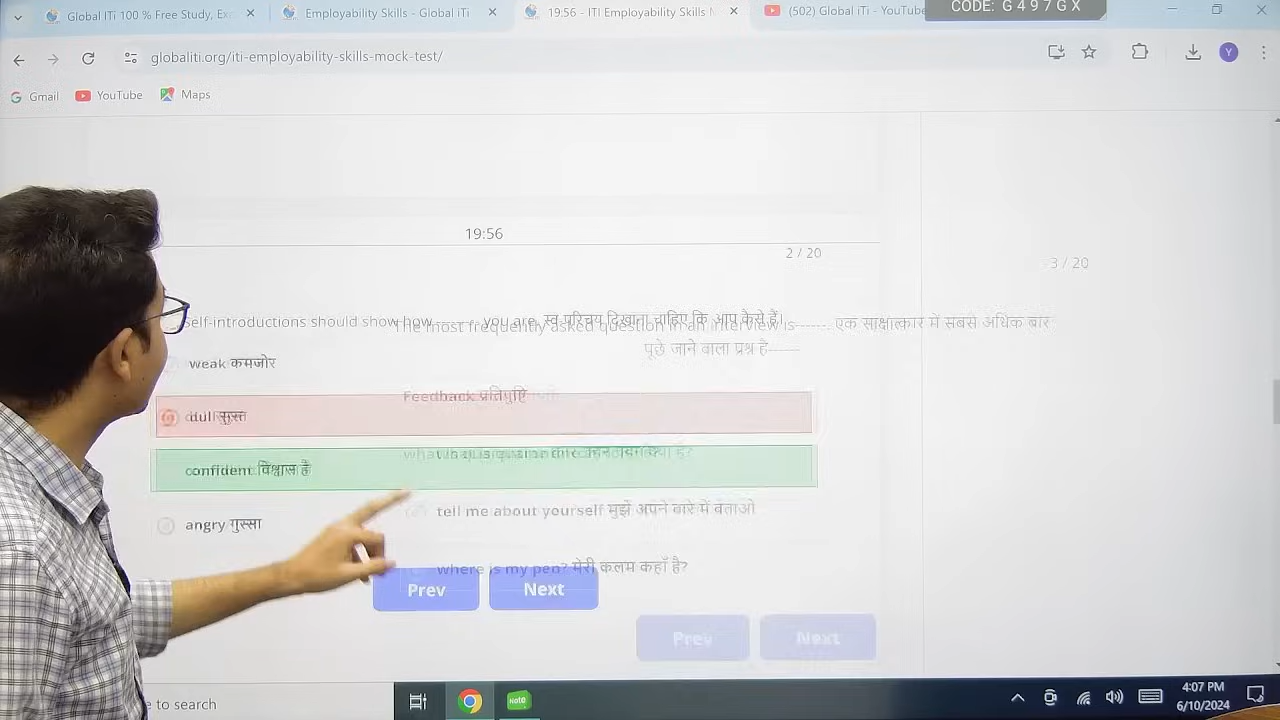 Global ITi 100 % Free Study, Ex
Employability Skills - Global iTi
19:56 - ITI Employability Skills M
(502) Global iTi - YouTube
CODE: G 4 9 7 G X
globaliti.org/iti-employability-skills-mock-test/
Y
Gmail
YouTube
Maps
19:56
2 / 20
3 / 20
Self introductions should show how you are. स्व परिचय दिखाना चाहिए कि आप कैसे हैं।
The most frequently asked question in an interview is------. एक साक्षात्कार में सबसे अधिक बार
पूछे जाने वाला प्रश्न है------
weak कमजोर
Feedback
dull सुस्त
confident विश्वास है
tell me about yourself मुझे अपने बारे में बताओ
angry गुस्सा
where is my pen? मेरी कलम कहाँ है?
Prev
Next
Prev
Next
e to search
note
4:07 PM
6/10/2024